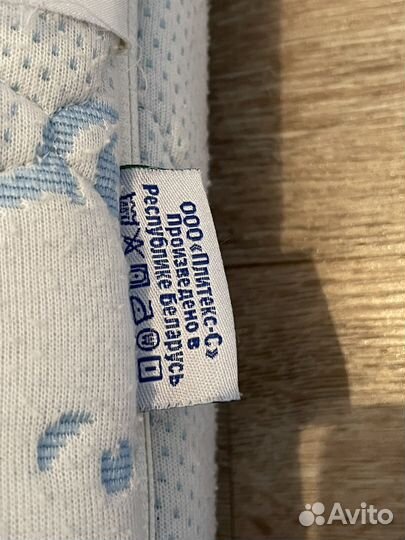 ООО «Плитекс-С»
Произведено в
Республике Беларусь
Avito